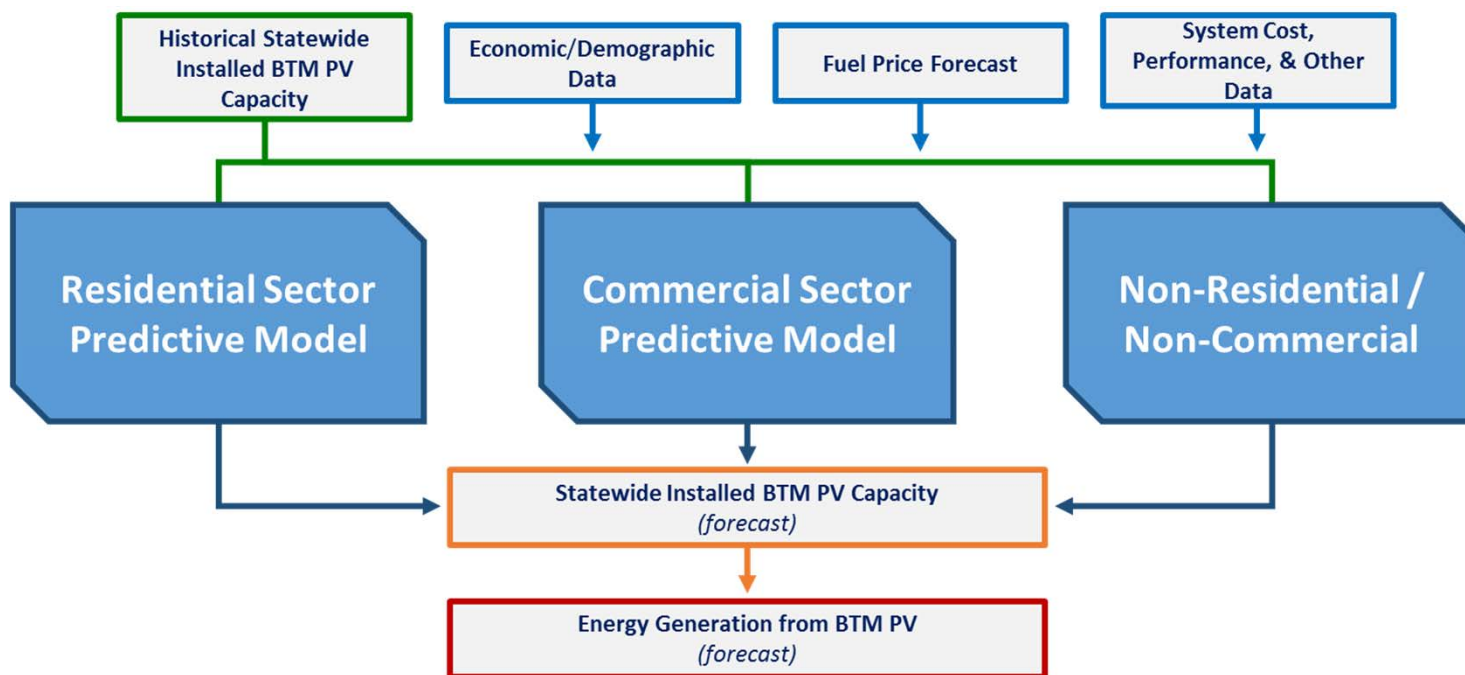 Historical Statewide
Installed BTM PV
Capacity
Economic/Demographic
Data
Fuel Price Forecast
System Cost,
Performance, & Other
Data
Residential Sector
Predictive Model
Commercial Sector
Predictive Model
Non-Residential /
Non-Commercial
Statewide Installed BTM PV Capacity
(forecast)
Energy Generation from BTM PV
(forecast)